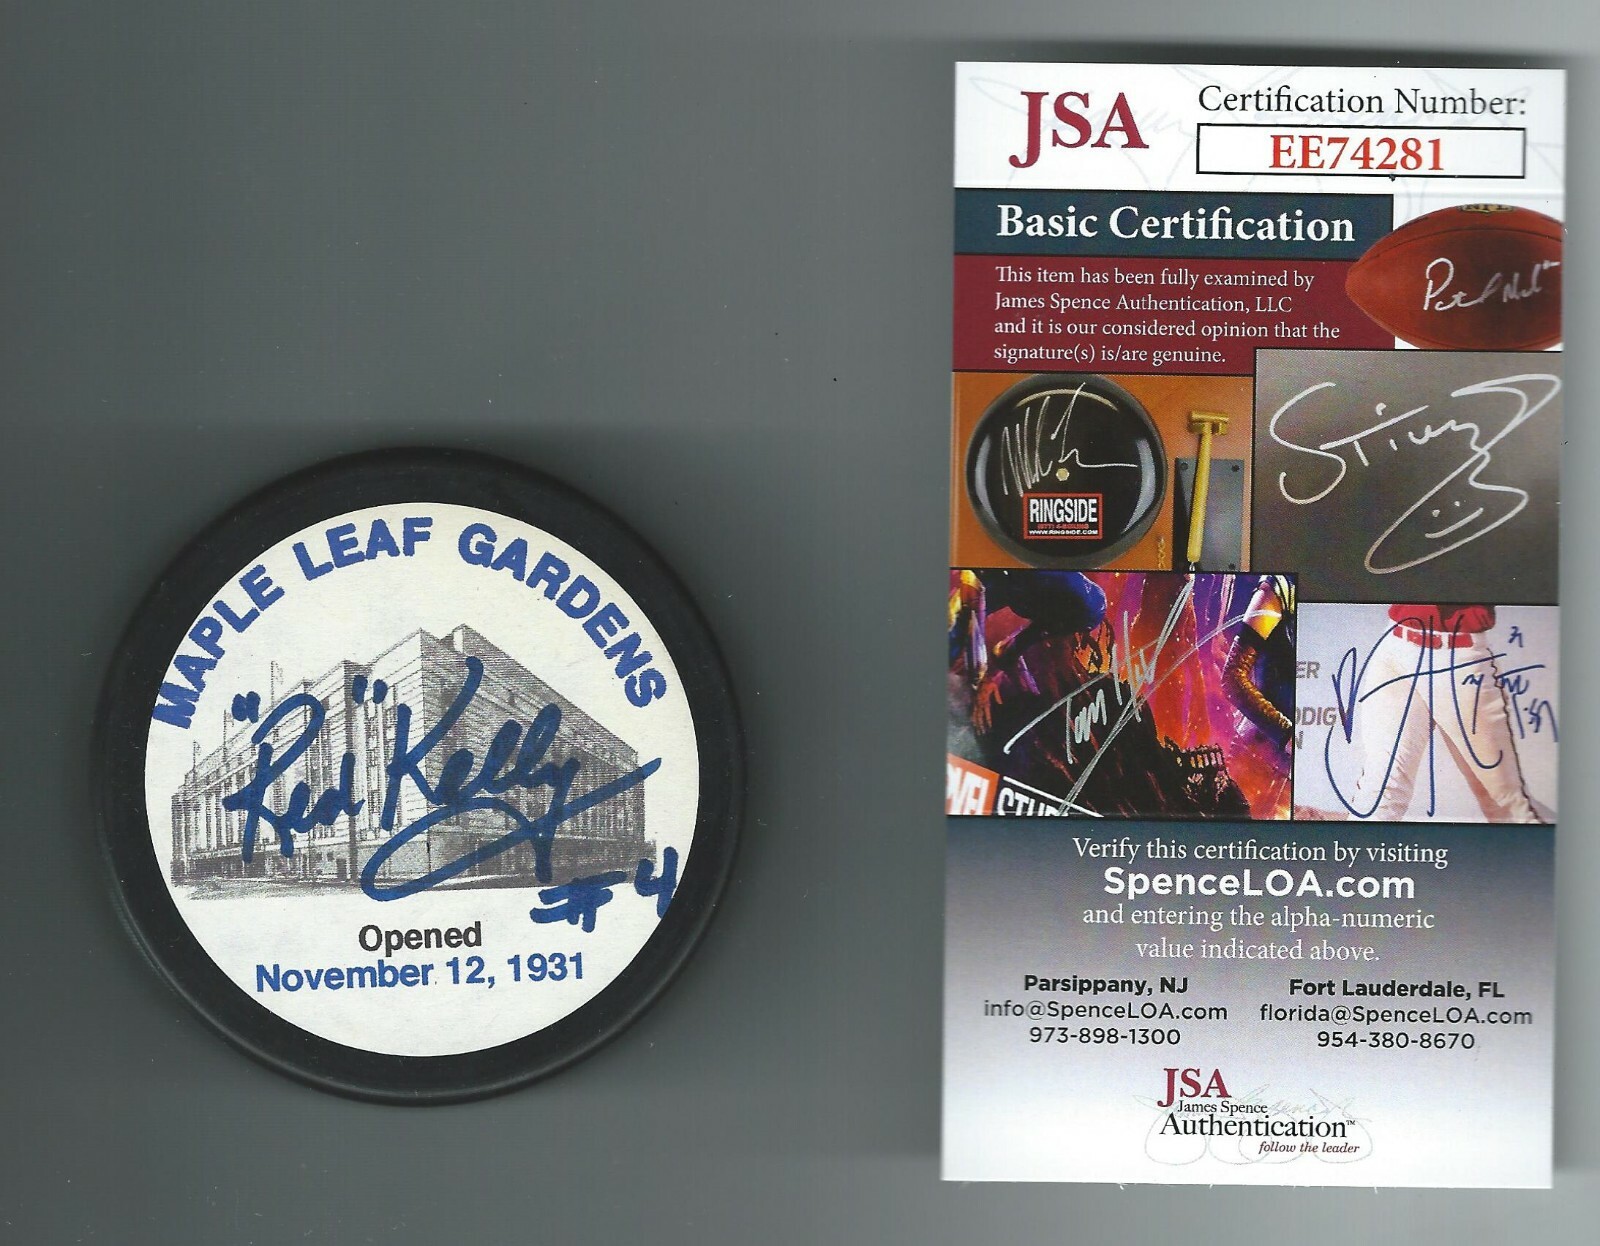 MAPLE LEAF GARDENS
"Red" Kelly
#4
Opened
November 12, 1931
JSA
Certification Number:
EE74281
Basic Certification
This item has been fully examined by
James Spence Authentication, LLC
and it is our considered opinion that the
signature(s) is/are genuine.
RINGSIDE
WWW.RINGSIDE.COM
Verify this certification by visiting
SpenceLOA.com
and entering the alpha-numeric
value indicated above.
Parsippany, NJ
info@SpenceLOA.com
973-898-1300
Fort Lauderdale, FL
florida@SpenceLOA.com
954-380-8670
JSA
James Spence
Authentication™
follow the leader